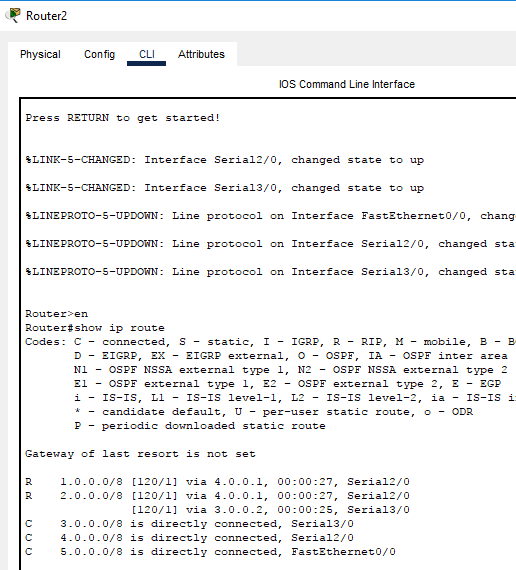 Router2
Physical Config CLI Attributes
IOS Command Line Interface
Press RETURN to get started!
%LINK-5-CHANGED: Interface Serial2/0, changed state to up
%LINK-5-CHANGED: Interface Serial3/0, changed state to up
%LINEPROTO-5-UPDOWN: Line protocol on Interface FastEthernet0/0,
%LINEPROTO-5-UPDOWN: Line protocol on Interface Serial2/0, changed
%LINEPROTO-5-UPDOWN: Line protocol on Interface Serial3/0, changed
Router>en
Router#show ip route
Codes: C - connected, S - static, I - IGRP, R - RIP, M - mobile, B -
D - EIGRP, EX - EIGRP external, O - OSPF, IA - OSPF inter area
N1 - OSPF NSSA external type 1, N2 - OSPF NSSA external type 2
E1 - OSPF external type 1, E2 - OSPF external type 2, E - EGP
i - IS-IS, L1 - IS-IS level-1, L2 - IS-IS level-2, ia - IS-IS
* - candidate default, U - per-user static route, o - ODR
P - periodic downloaded static route
Gateway of last resort is not set
R 1.0.0.0/8 [120/1] via 4.0.0.1, 00:00:27, Serial2/0
R 2.0.0.0/8 [120/1] via 4.0.0.1, 00:00:27, Serial2/0
[120/1] via 3.0.0.2, 00:00:25, Serial3/0
C 3.0.0.0/8 is directly connected, Serial3/0
C 4.0.0.0/8 is directly connected, Serial2/0
C 5.0.0.0/8 is directly connected, FastEthernet0/0